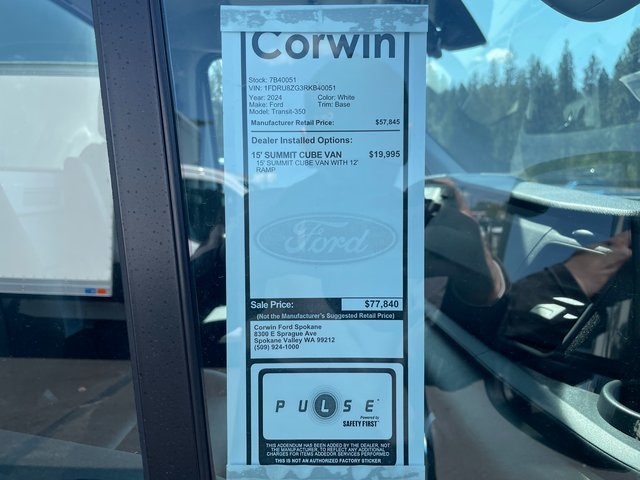 Corwin
Stock: 7B40051
VIN: 1FDRU8ZG3RKB40051
Year: 2024 Color: White
Make: Ford Trim: Base
Model: Transit-350
Manufacturer Retail Price: $57,845
Dealer Installed Options:
15' SUMMIT CUBE VAN $19,995
15' SUMMIT CUBE VAN WITH 12'
RAMP
Ford
Sale Price: $77,840
(Not the Manufacturer's Suggested Retail Price)
Corwin Ford Spokane
8300 E Sprague Ave
Spokane Valley WA 99212
(509) 924-1000
PULSE
Powered by
SAFETY FIRST
THIS ADDENDUM HAS BEEN ADDED BY THE DEALER, NOT
THE MANUFACTURER, TO REFLECT ANY ADDITIONAL
CHARGES FOR ITEMS ADDED OR SERVICES PERFORMED
THIS IS NOT AN AUTHORIZED FACTORY STICKER